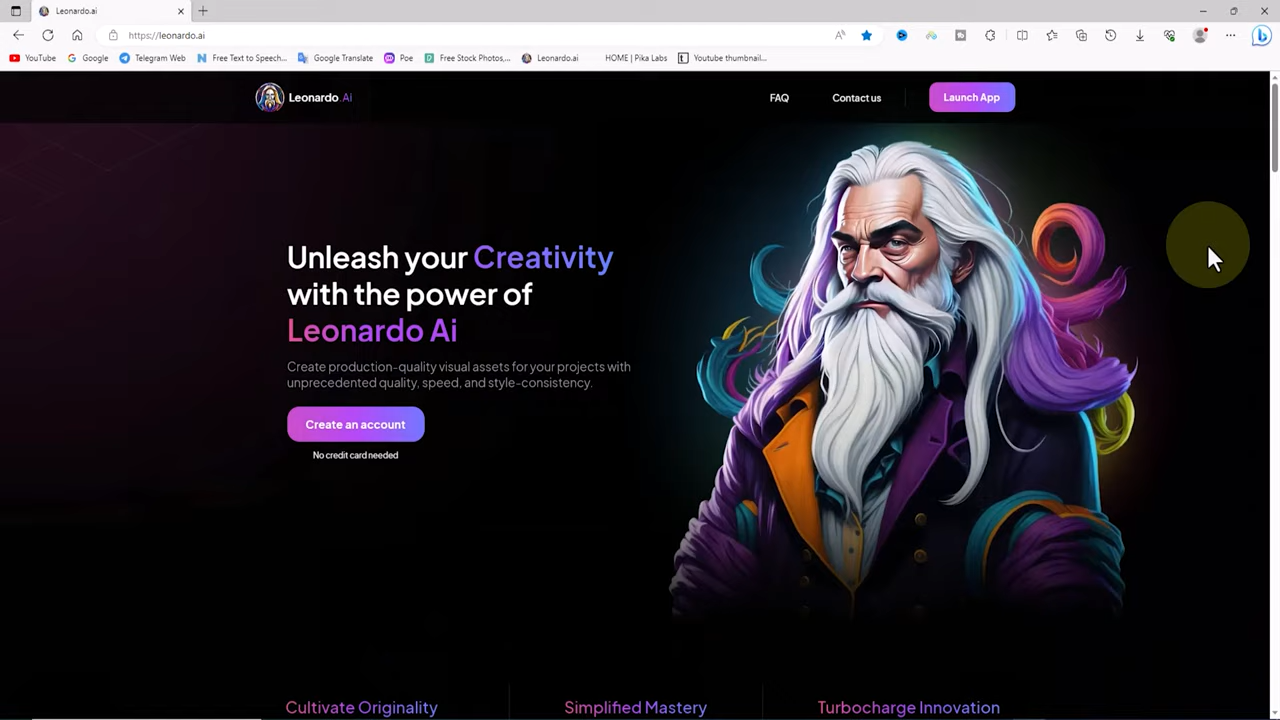 Leonardo.ai
https://leonardo.ai
YouTube
Google
Telegram Web
Free Text to Speech...
Google Translate
Poe
Free Stock Photos,...
Leonardo.ai
HOME | Pika Labs
Youtube thumbnail...
Leonardo.Ai
FAQ
Contact us
Launch App
Unleash your Creativity
with the power of
Leonardo Ai
Create production-quality visual assets for your projects with
unprecedented quality, speed, and style-consistency.
Create an account
No credit card needed
Cultivate Originality
Simplified Mastery
Turbocharge Innovation